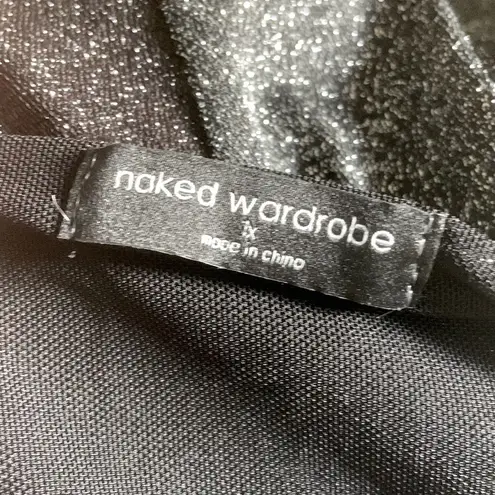 naked wardrobe
1x
made in china